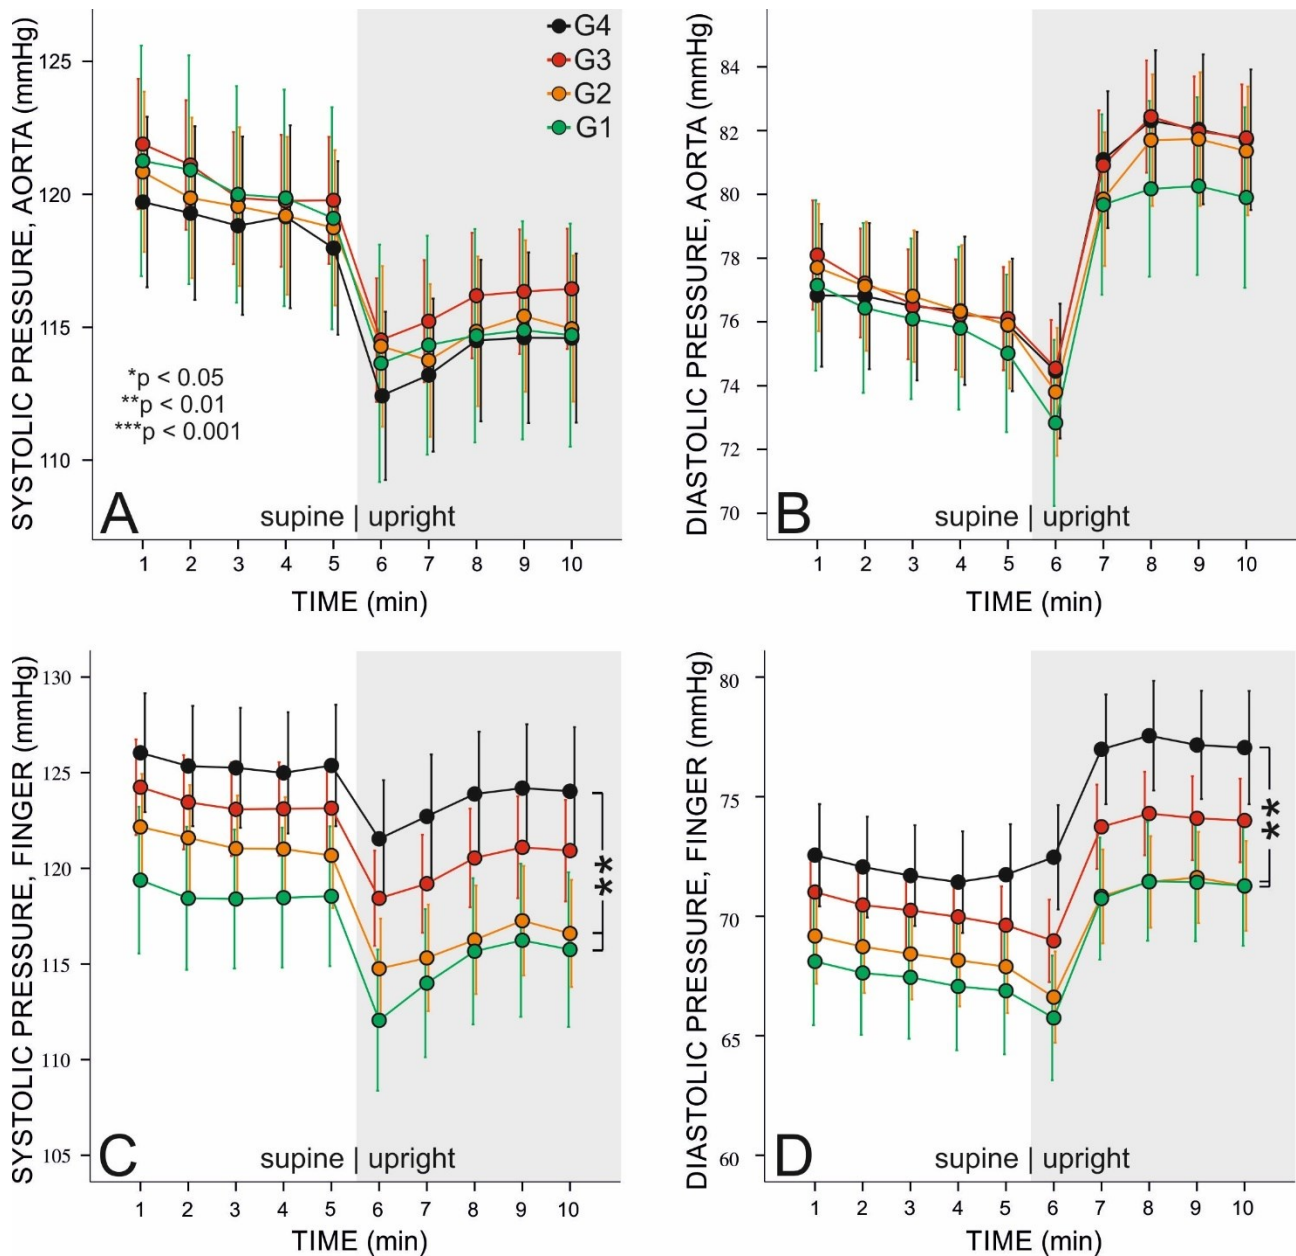 SYSTOLIC PRESSURE, AORTA (mmHg)
125
120
115
110
G4
G3
G2
G1
*p < 0.05
**p < 0.01
***p < 0.001
A
supine | upright
1 2 3 4 5 6 7 8 9 10
TIME (min)
DIASTOLIC PRESSURE, AORTA (mmHg)
84
82
80
78
76
74
72
70
B
supine | upright
1 2 3 4 5 6 7 8 9 10
TIME (min)
SYSTOLIC PRESSURE, FINGER (mmHg)
130
125
120
115
110
105
**
C
supine | upright
1 2 3 4 5 6 7 8 9 10
TIME (min)
DIASTOLIC PRESSURE, FINGER (mmHg)
80
75
70
65
60
**
D
supine | upright
1 2 3 4 5 6 7 8 9 10
TIME (min)